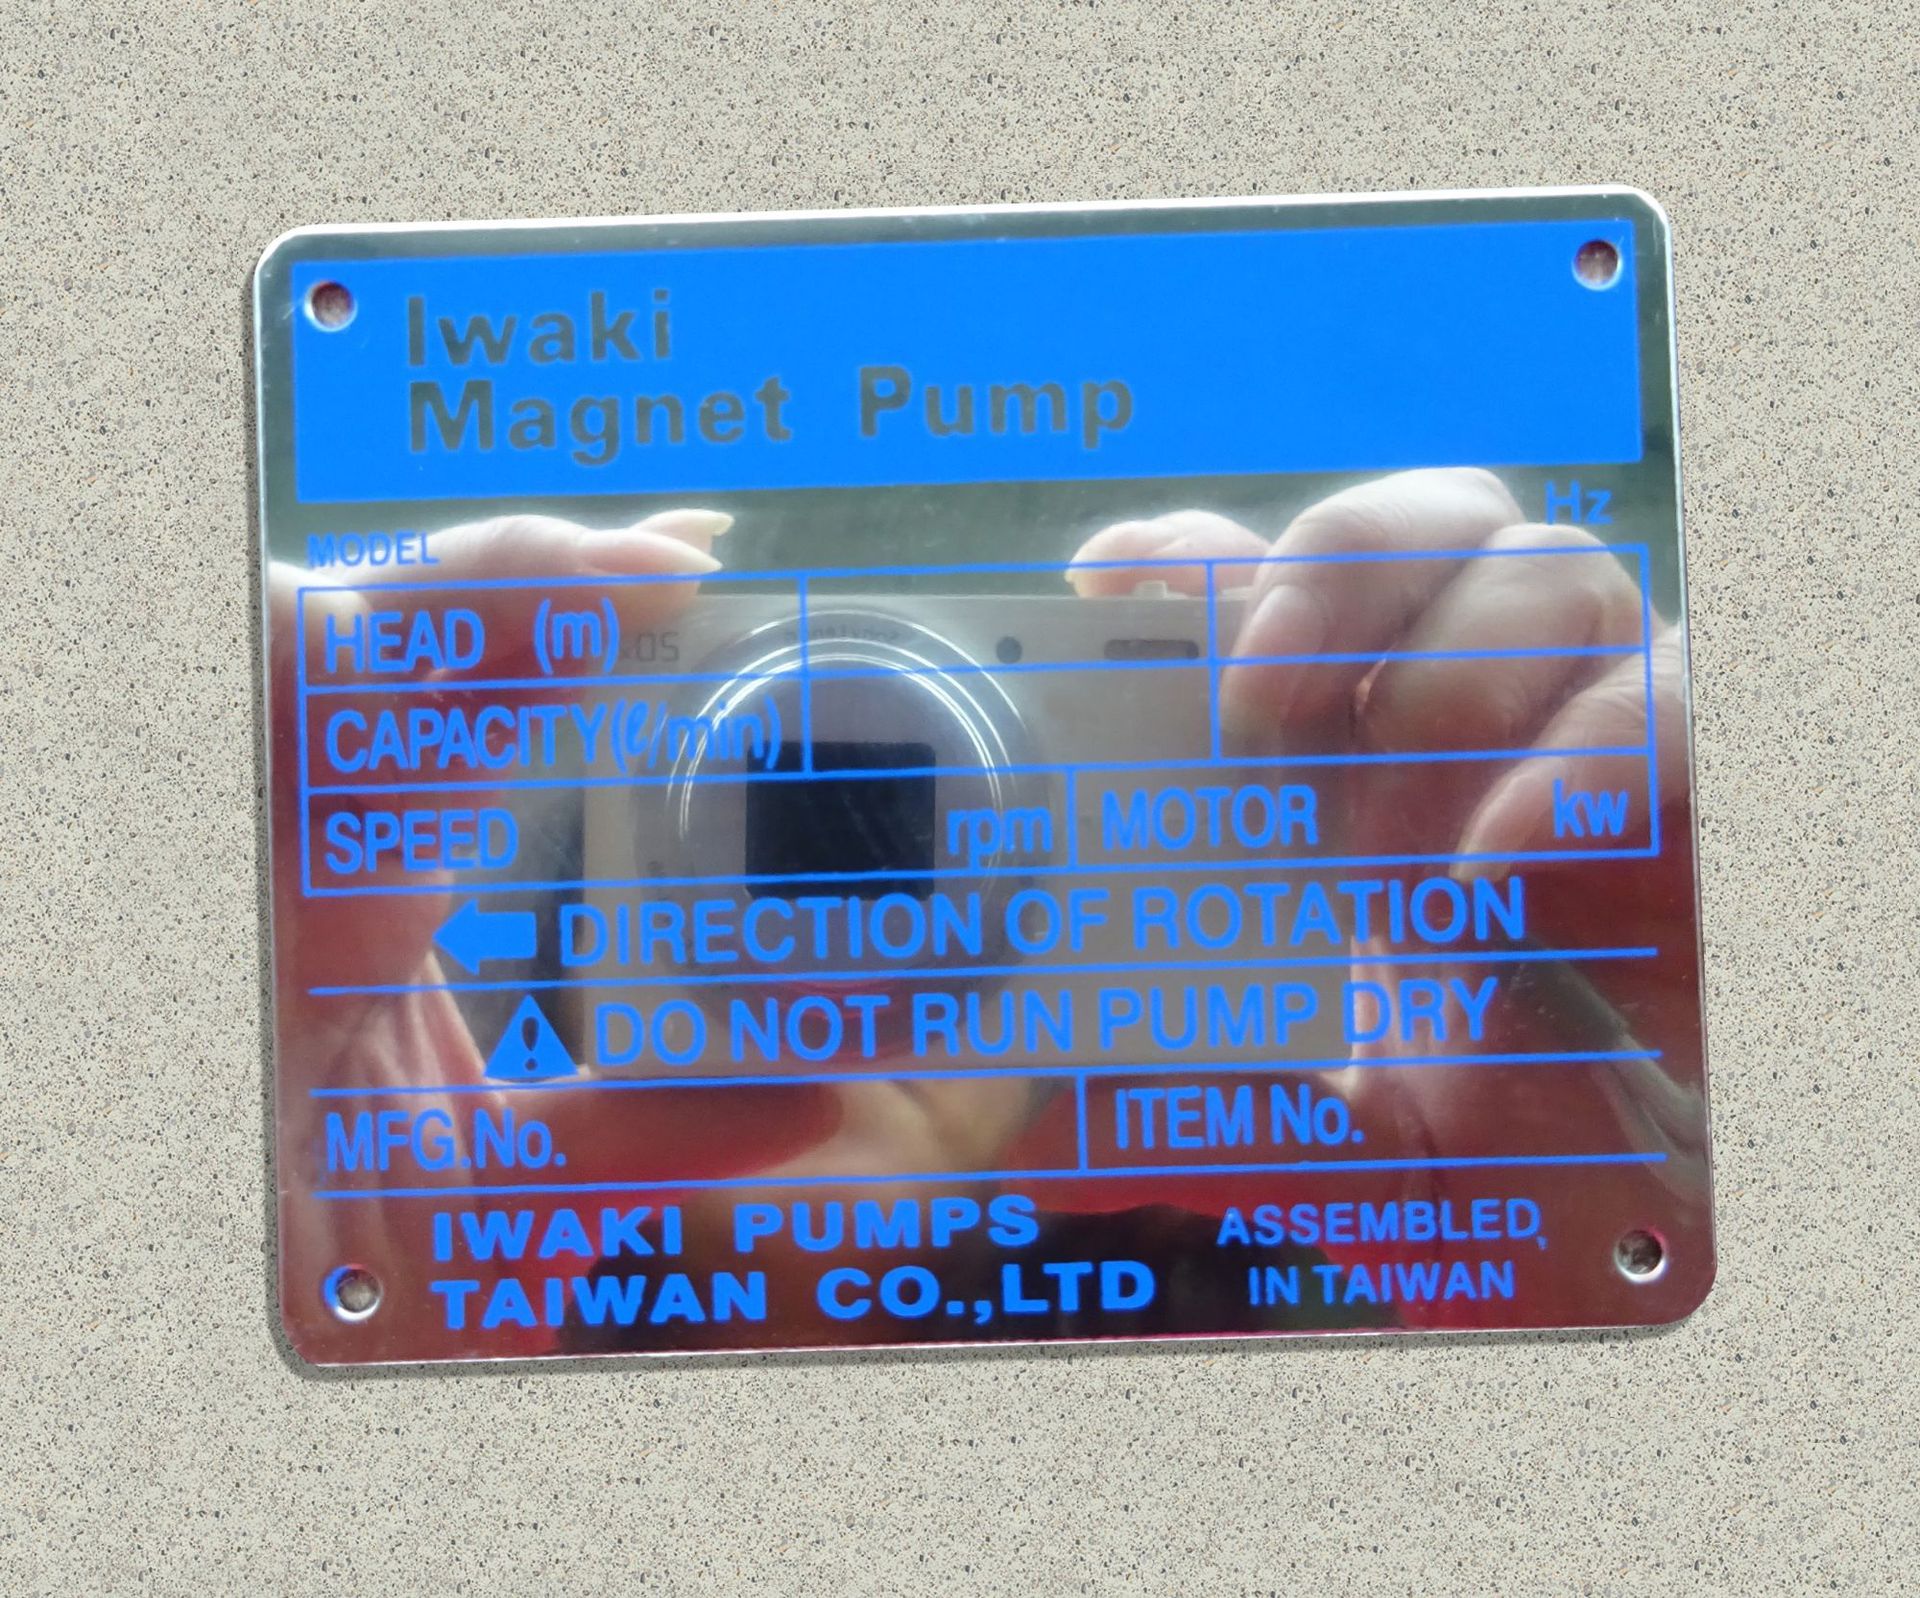 Iwaki
Magnet Pump
Hz
MODEL
HEAD (m)
CAPACITY(ℓ/min)
SPEED rpm MOTOR kw
DIRECTION OF ROTATION
DO NOT RUN PUMP DRY
MFG.No. ITEM No.
IWAKI PUMPS
TAIWAN CO.,LTD
ASSEMBLED
IN TAIWAN